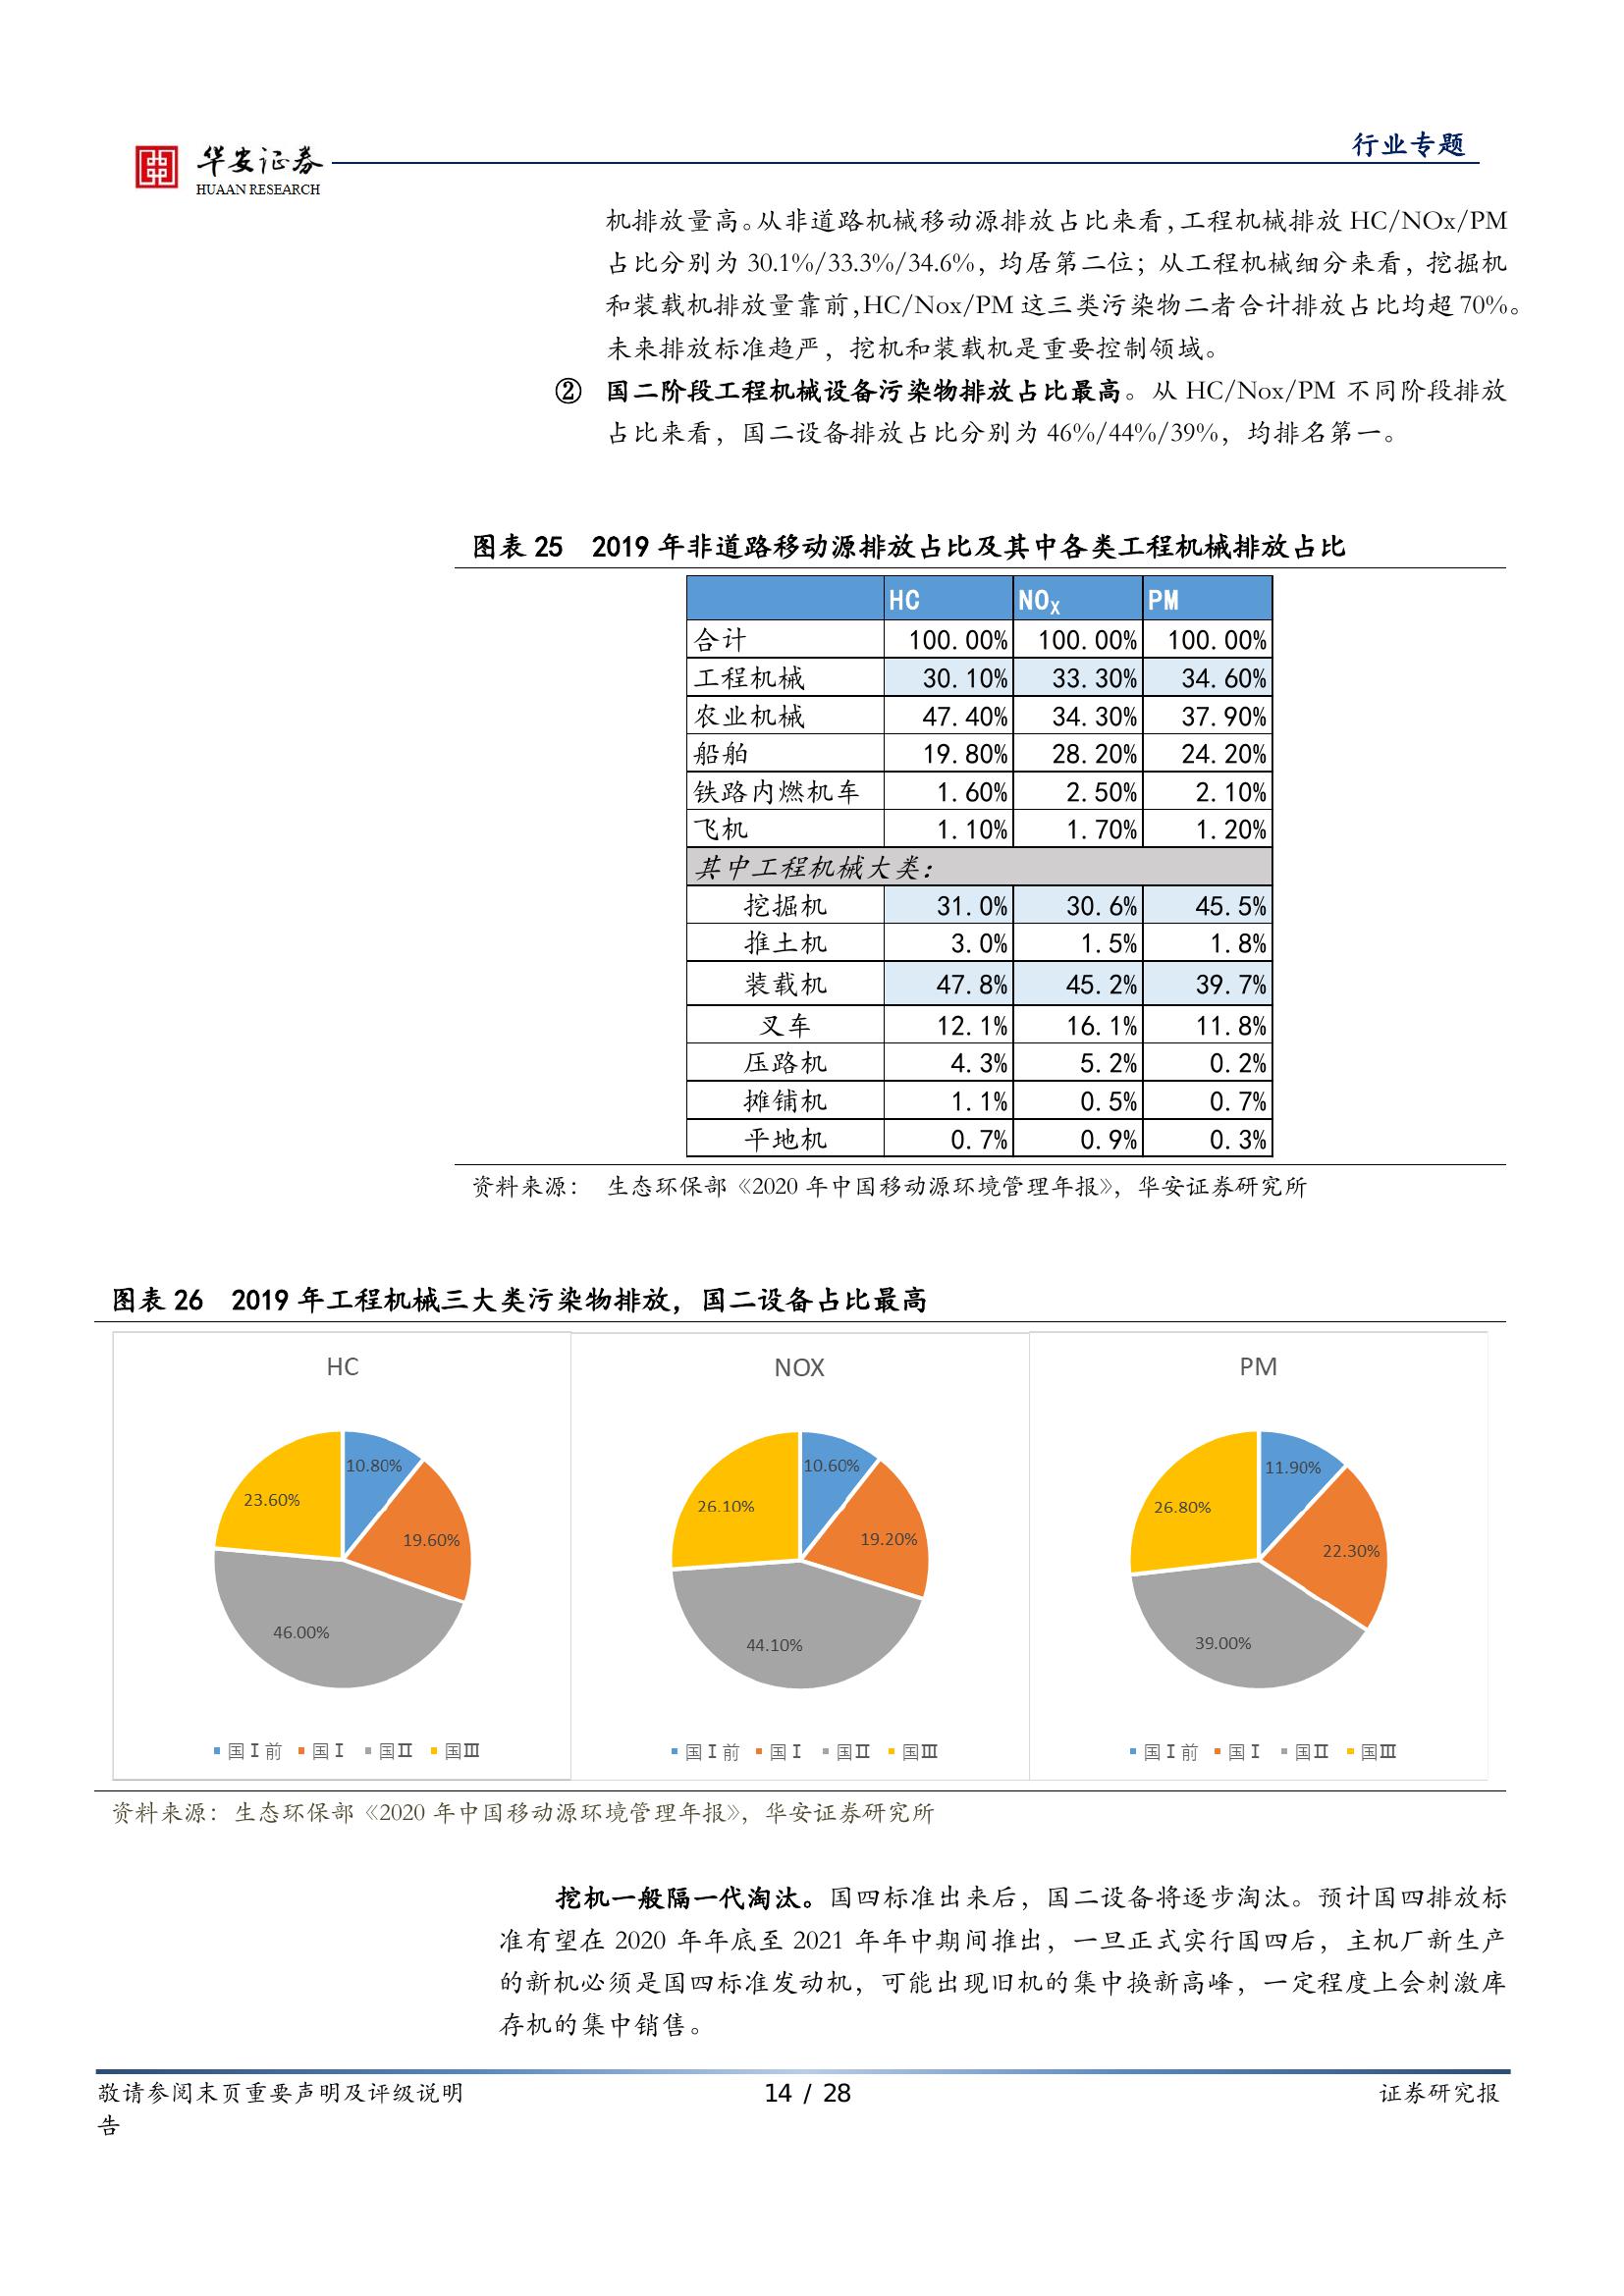 华安证券
HUAAN RESEARCH
行业专题
机排放量高。从非道路机械移动源排放占比来看,工程机械排放 HC/NOx/PM
占比分别为 30.1%/33.3%/34.6%，均居第二位；从工程机械细分来看，挖掘机
和装载机排放量靠前,HC/Nox/PM 这三类污染物二者合计排放占比均超 70%。
未来排放标准趋严，挖机和装载机是重要控制领域。
② 国二阶段工程机械设备污染物排放占比最高。从 HC/Nox/PM 不同阶段排放
占比来看，国二设备排放占比分别为 46%/44%/39%，均排名第一。
图表 25 2019 年非道路移动源排放占比及其中各类工程机械排放占比
HC NOX PM
合计 100.00% 100.00% 100.00%
工程机械 30.10% 33.30% 34.60%
农业机械 47.40% 34.30% 37.90%
船舶 19.80% 28.20% 24.20%
铁路内燃机车 1.60% 2.50% 2.10%
飞机 1.10% 1.70% 1.20%
其中工程机械大类：
挖掘机 31.0% 30.6% 45.5%
推土机 3.0% 1.5% 1.8%
装载机 47.8% 45.2% 39.7%
叉车 12.1% 16.1% 11.8%
压路机 4.3% 5.2% 0.2%
摊铺机 1.1% 0.5% 0.7%
平地机 0.7% 0.9% 0.3%
资料来源： 生态环保部《2020 年中国移动源环境管理年报》，华安证券研究所
图表 26 2019 年工程机械三大类污染物排放，国二设备占比最高
HC
10.80%
19.60%
46.00%
23.60%
国Ⅰ前 国Ⅰ 国Ⅱ 国Ⅲ
NOX
10.60%
19.20%
44.10%
26.10%
国Ⅰ前 国Ⅰ 国Ⅱ 国Ⅲ
PM
11.90%
22.30%
39.00%
26.80%
国Ⅰ前 国Ⅰ 国Ⅱ 国Ⅲ
资料来源：生态环保部《2020 年中国移动源环境管理年报》，华安证券研究所
挖机一般隔一代淘汰。国四标准出来后，国二设备将逐步淘汰。预计国四排放标
准有望在 2020 年年底至 2021 年年中期间推出，一旦正式实行国四后，主机厂新生产
的新机必须是国四标准发动机，可能出现旧机的集中换新高峰，一定程度上会刺激库
存机的集中销售。
敬请参阅末页重要声明及评级说明 14 / 28 证券研究报
告